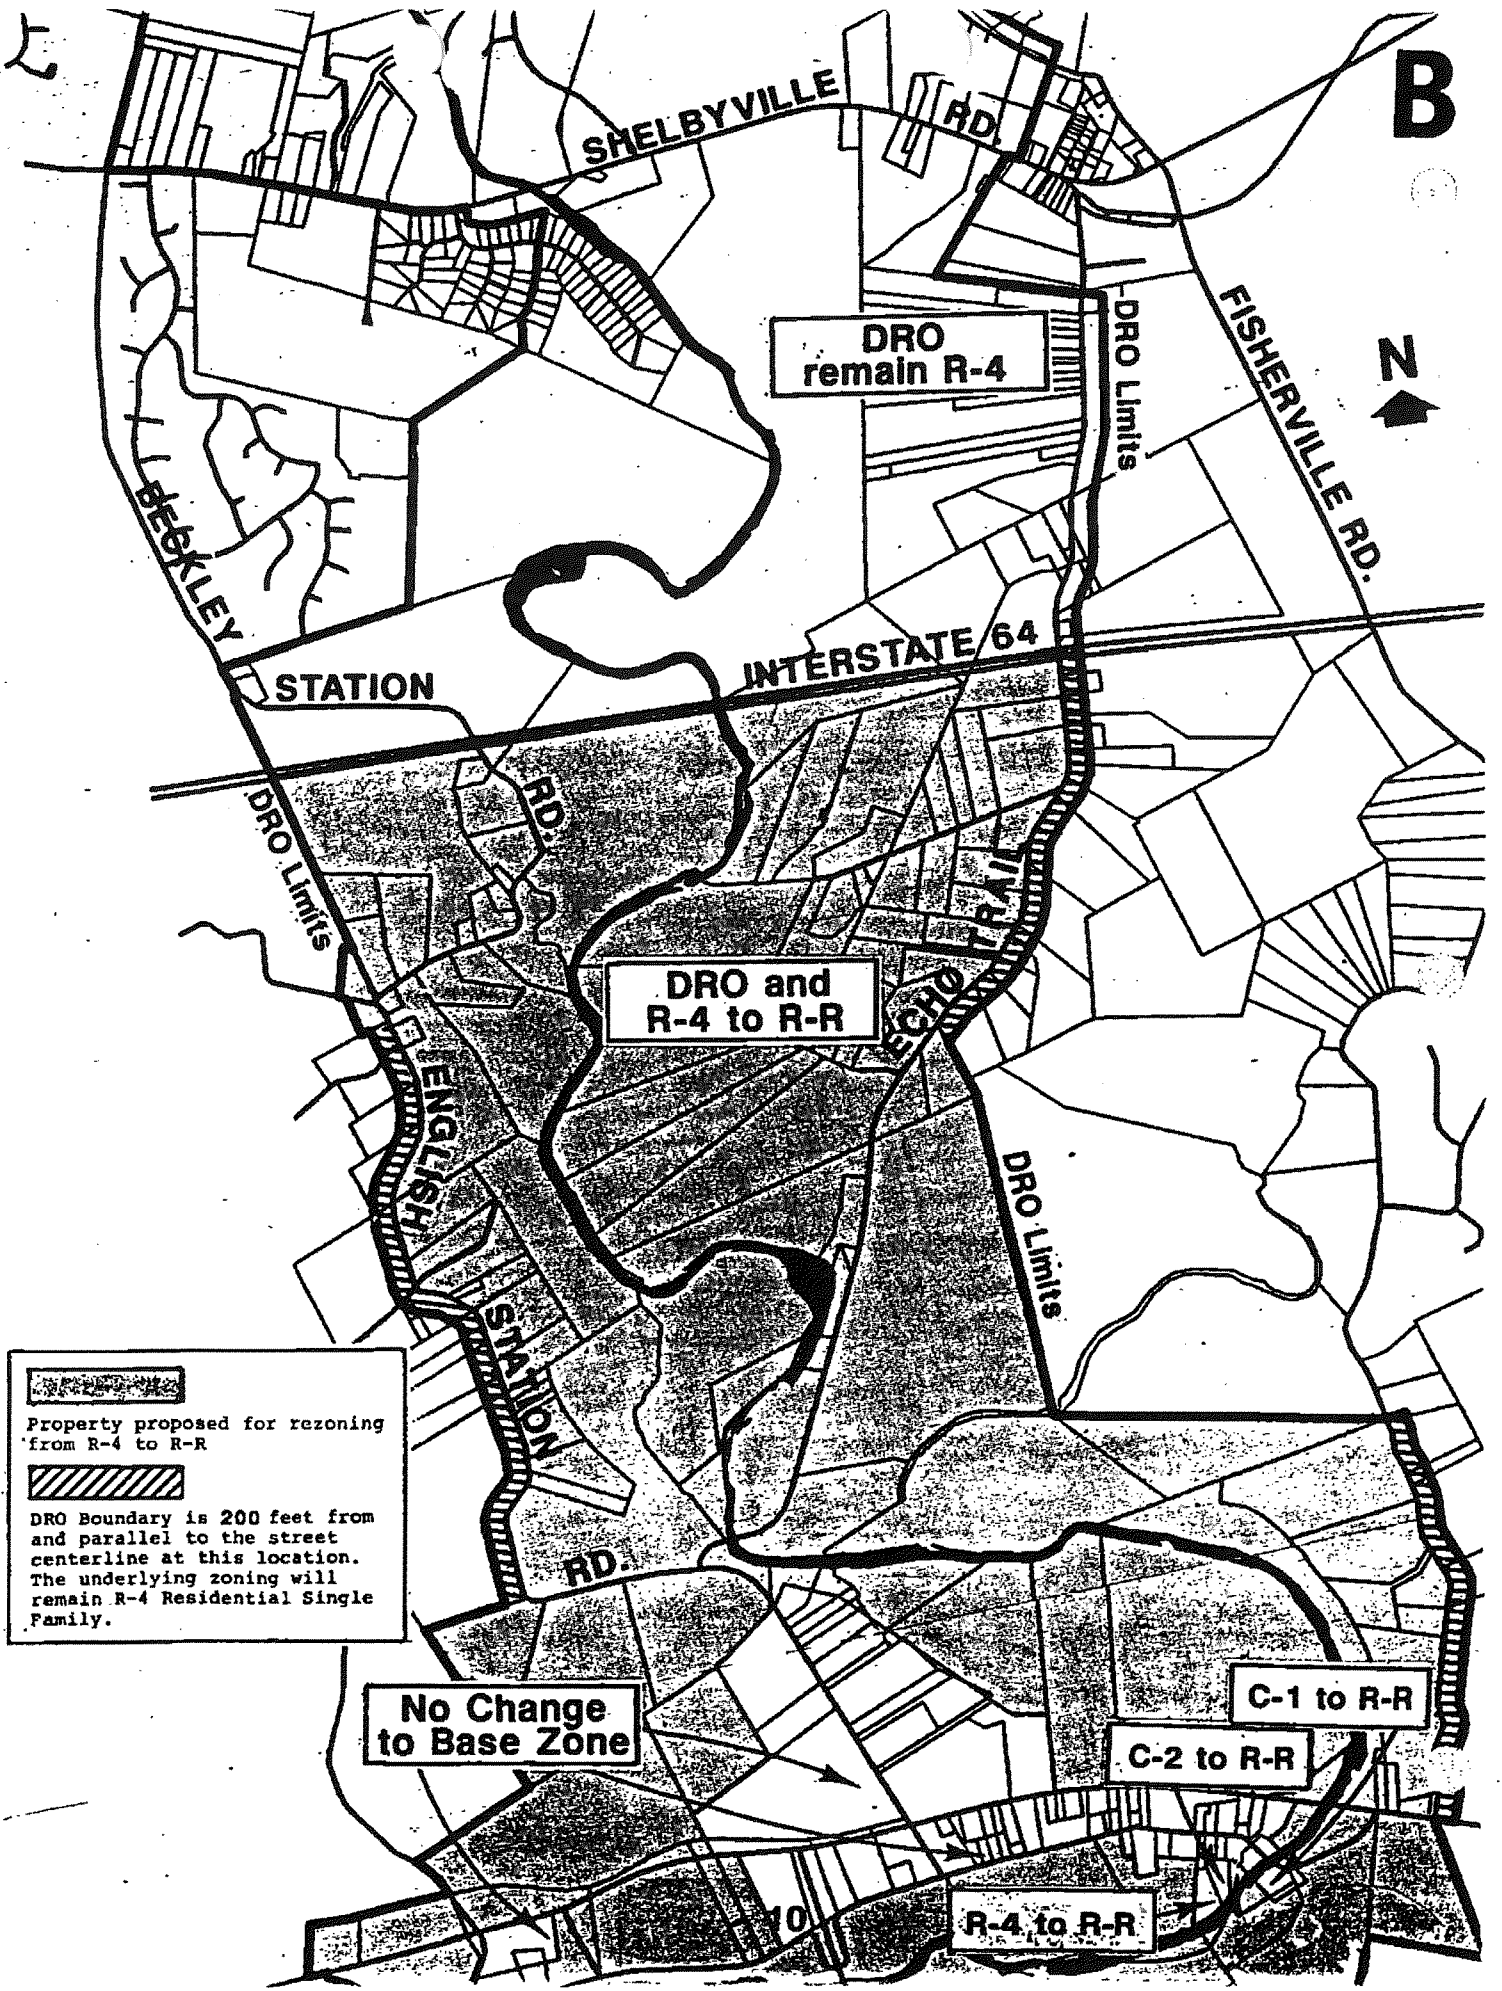 B
SHELBYVILLE
RD.
DRO
remain R-4
DRO Limits
FISHERVILLE RD.
N
BECKLEY
STATION
RD.
INTERSTATE 64
DRO Limits
ECHO TRAIL
DRO and
R-4 to R-R
ENGLISH
STATION
RD.
DRO Limits
Property proposed for rezoning
from R-4 to R-R
DRO Boundary is 200 feet from
and parallel to the street
centerline at this location.
The underlying zoning will
remain R-4 Residential Single
Family.
No Change
to Base Zone
C-1 to R-R
C-2 to R-R
R-4 to R-R
10